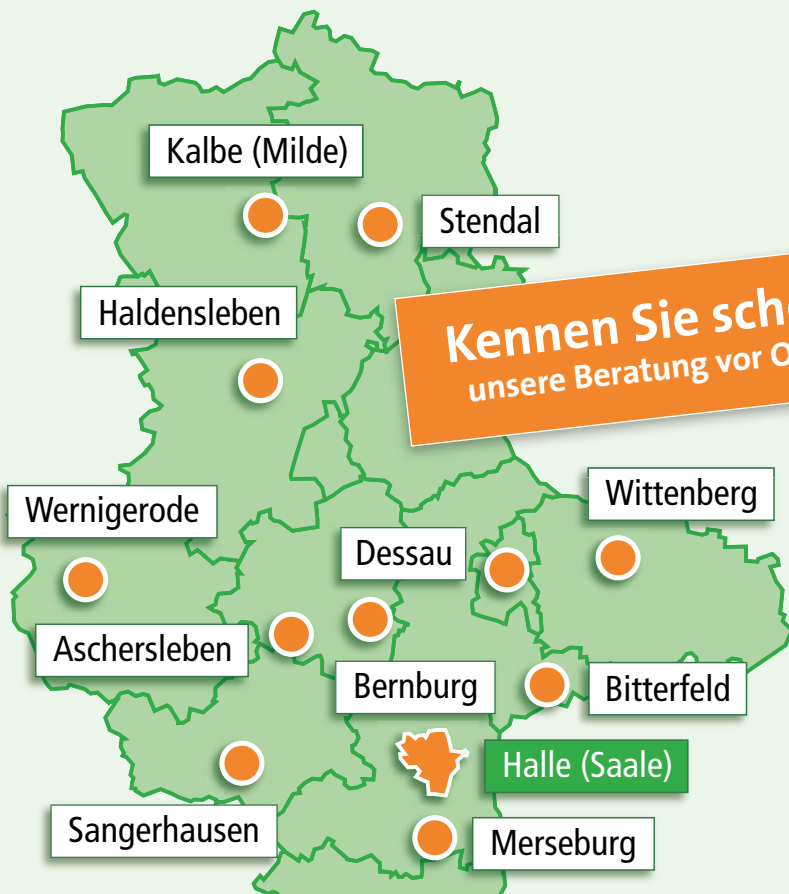 Kalbe (Milde)
Stendal
Haldensleben
Kennen Sie
unsere Beratung vor
Wernigerode
Wittenberg
Dessau
Aschersleben
Bernburg
Bitterfeld
Halle (Saale)
Sangerhausen
Merseburg